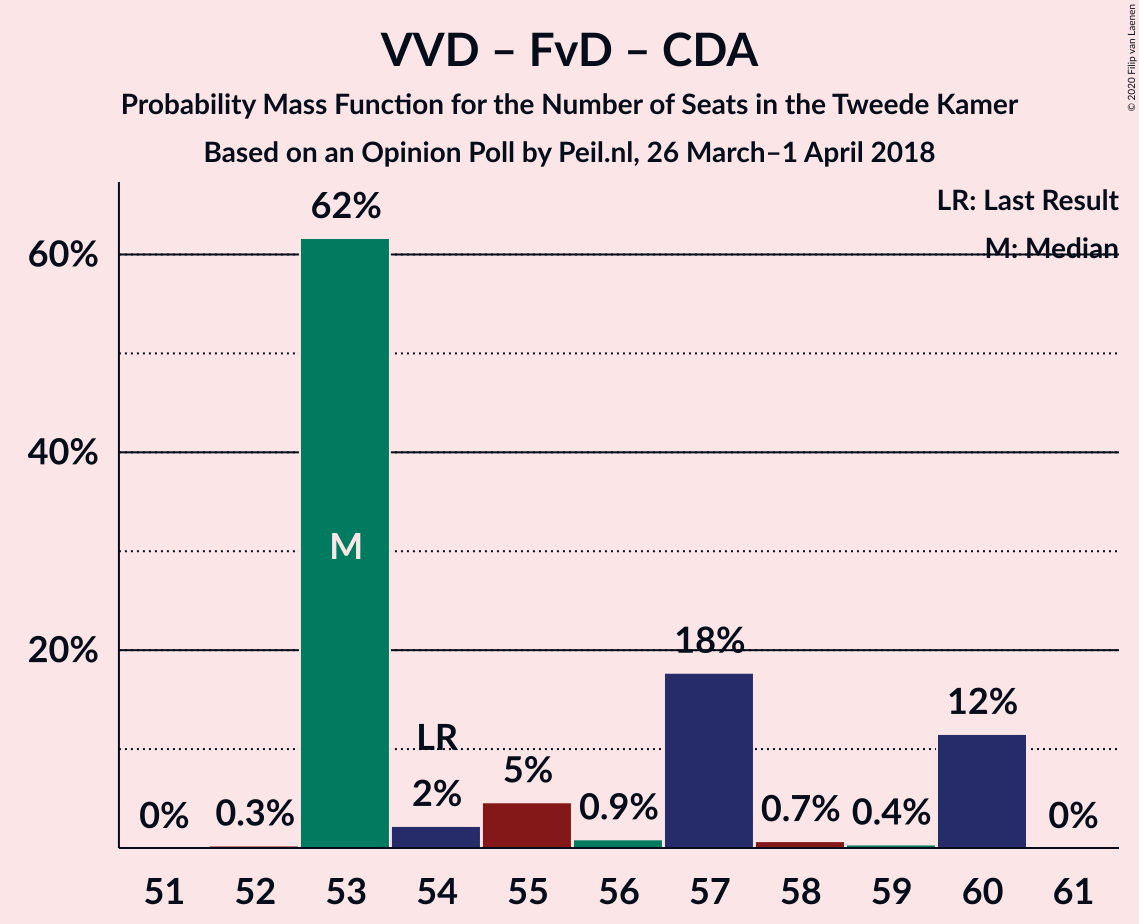 VVD – FvD – CDA
Probability Mass Function for the Number of Seats in the Tweede Kamer
Based on an Opinion Poll by Peil.nl, 26 March–1 April 2018
© 2020 Filip van Laenen
LR: Last Result
M: Median
60%
40%
20%
0%
0.3%
62%
M
LR
2%
5%
0.9%
18%
0.7%
0.4%
12%
0%
51 52 53 54 55 56 57 58 59 60 61